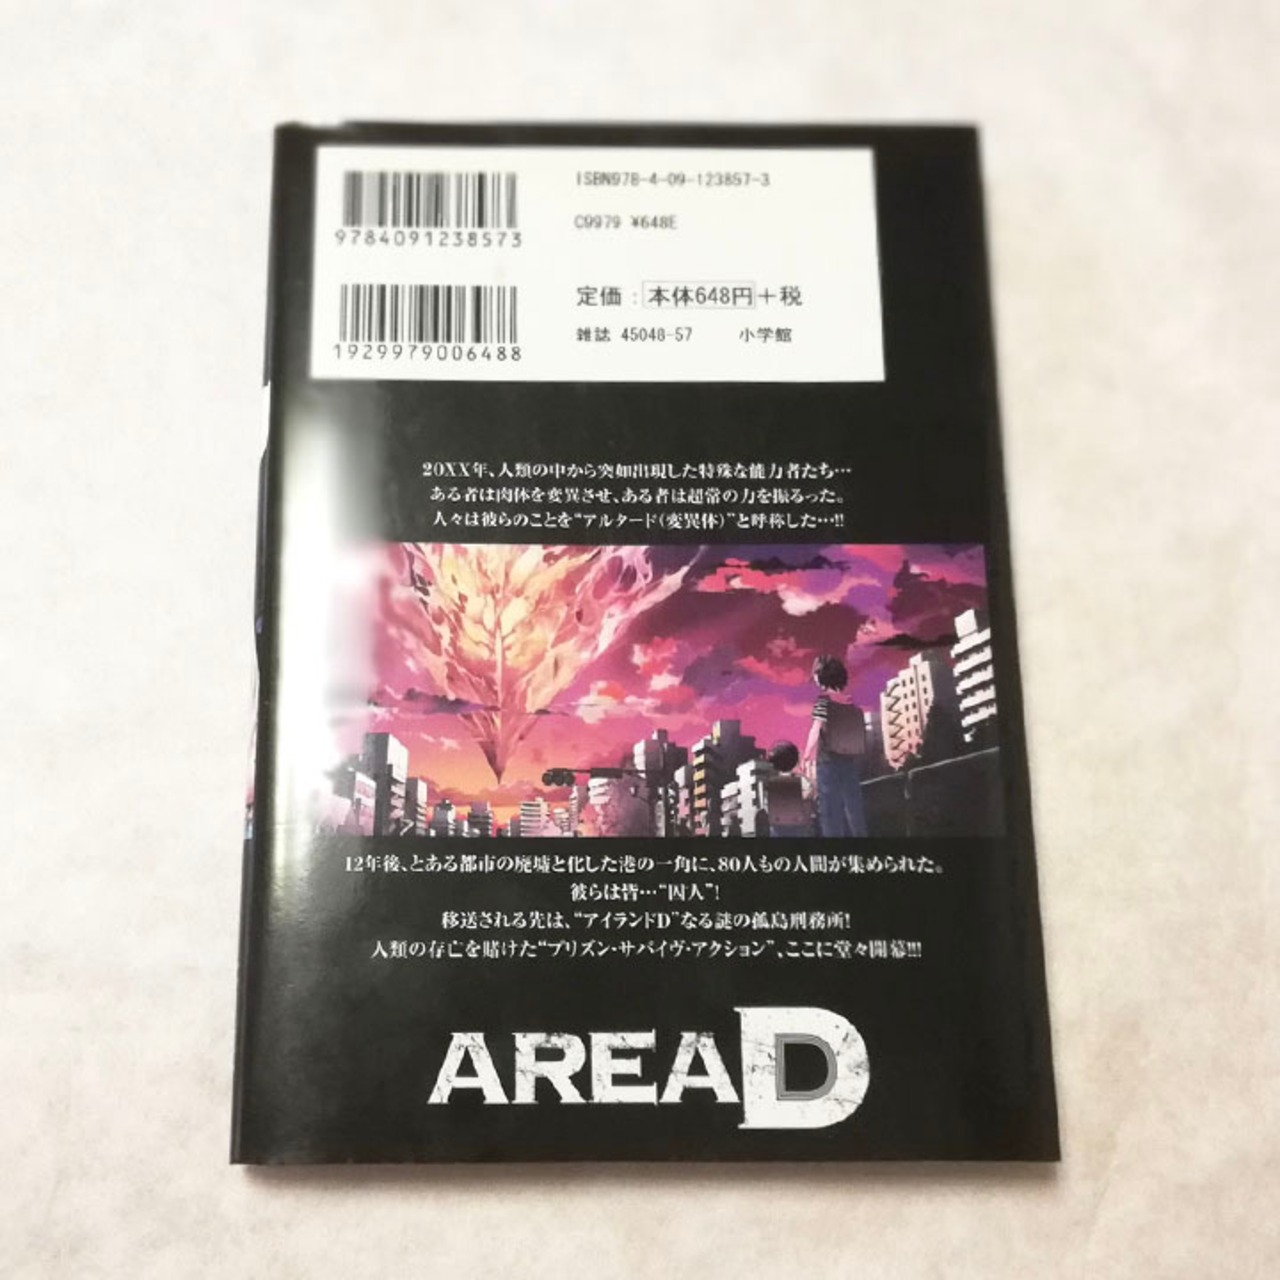 ISBN978-4-09-123857-3
9784091238573
C9979 ¥648E
定価：本体648円＋税
1929979006488
雑誌 45048-57 小学館
20XX年、人類の中から突如出現した特殊な能力者たち…
ある者は肉体を変異させ、ある者は超常の力を振るった。
人々は彼らのことを“アルタード（変異体）”と呼称した…!!
12年後、とある都市の廃墟と化した港の一角に、80人もの人間が集められた。
彼らは皆…“囚人”!
移送される先は、“アイランドD”なる謎の孤島刑務所!
人類の存亡を賭けた“プリズン・サバイヴ・アクション”、ここに堂々開幕!!!
AREA D